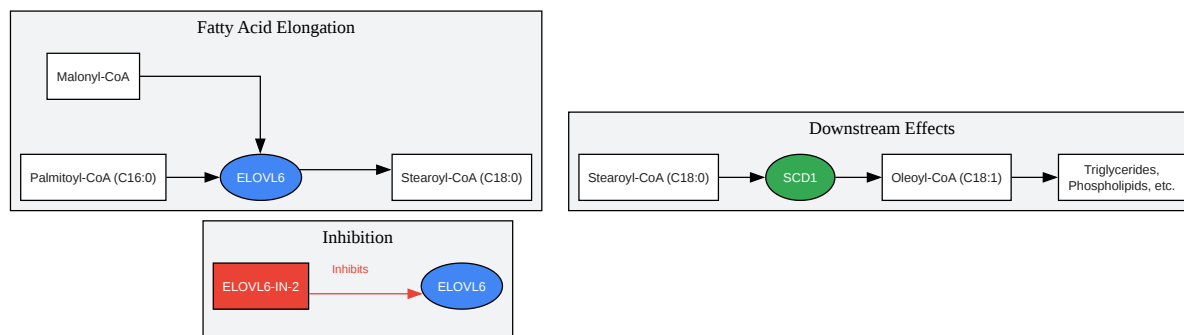 Fatty Acid Elongation
Malonyl-CoA
Palmitoyl-CoA (C16:0)
ELOVL6
Stearoyl-CoA (C18:0)
Downstream Effects
Stearoyl-CoA (C18:0)
SCD1
Oleoyl-CoA (C18:1)
Triglycerides,
Phospholipids, etc.
Inhibition
ELOVL6-IN-2
Inhibits
ELOVL6